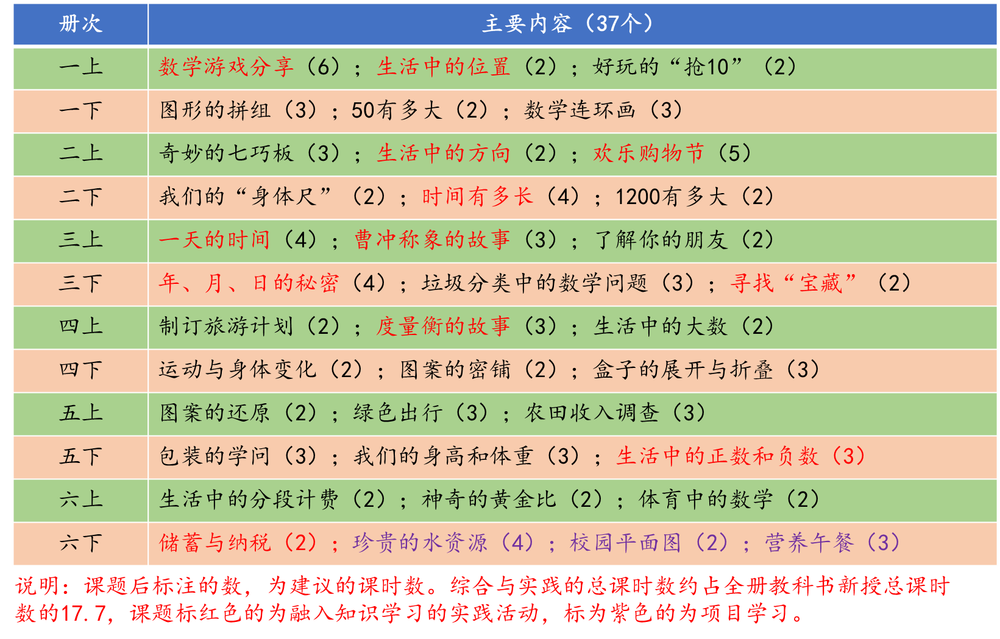 册次 主要内容（37个）
一上 数学游戏分享（6）；生活中的位置（2）；好玩的“抢10”（2）
一下 图形的拼组（3）；50有多大（2）；数学连环画（3）
二上 奇妙的七巧板（3）；生活中的方向（2）；欢乐购物节（5）
二下 我们的“身体尺”（2）；时间有多长（4）；1200有多大（2）
三上 一天的时间（4）；曹冲称象的故事（3）；了解你的朋友（2）
三下 年、月、日的秘密（4）；垃圾分类中的数学问题（3）；寻找“宝藏”（2）
四上 制订旅游计划（2）；度量衡的故事（3）；生活中的大数（2）
四下 运动与身体变化（2）；图案的密铺（2）；盒子的展开与折叠（3）
五上 图案的还原（2）；绿色出行（3）；农田收入调查（3）
五下 包装的学问（3）；我们的身高和体重（3）；生活中的正数和负数（3）
六上 生活中的分段计费（2）；神奇的黄金比（2）；体育中的数学（2）
六下 储蓄与纳税（2）；珍贵的水资源（4）；校园平面图（2）；营养午餐（3）
说明：课题后标注的数，为建议的课时数。综合与实践的总课时数约占全册教科书新授总课时
数的17.7，课题标红色的为融入知识学习的实践活动，标为紫色的为项目学习。